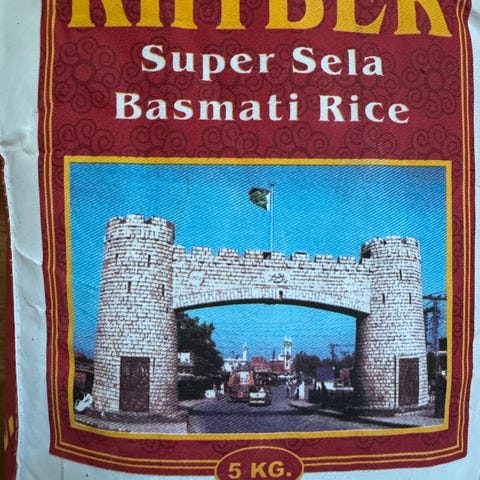 KHYBER
Super Sela
Basmati Rice
5 KG.